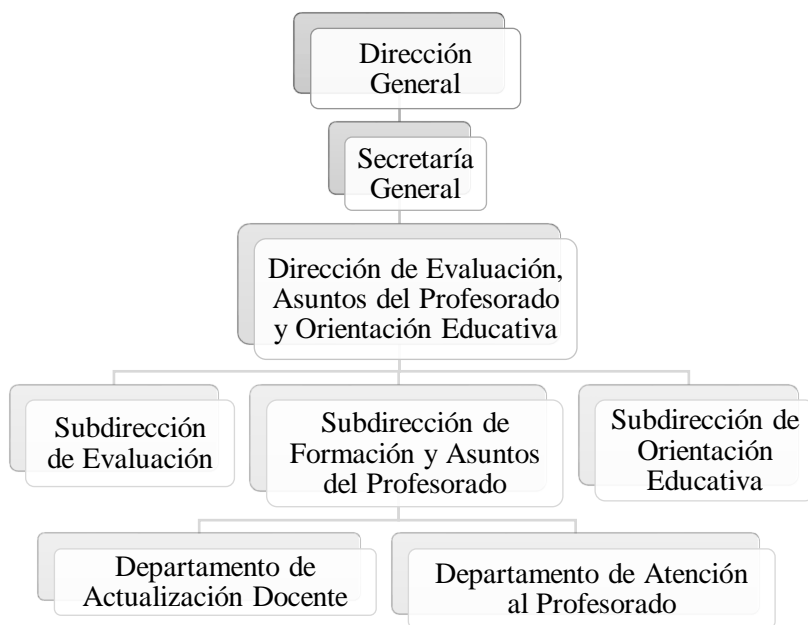 Dirección
General
Secretaría
General
Dirección de Evaluación,
Asuntos del Profesorado
y Orientación Educativa
Subdirección
de Evaluación
Subdirección de
Formación y Asuntos
del Profesorado
Subdirección de
Orientación
Educativa
Departamento de
Actualización Docente
Departamento de Atención
al Profesorado